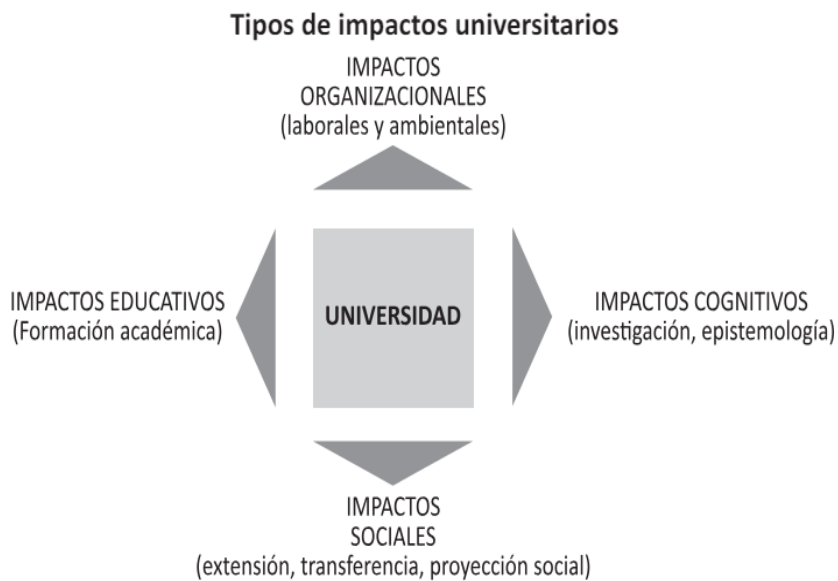 Tipos de impactos universitarios
IMPACTOS
ORGANIZACIONALES
(laborales y ambientales)
IMPACTOS EDUCATIVOS
(Formación académica)
UNIVERSIDAD
IMPACTOS COGNITIVOS
(investigación, epistemología)
IMPACTOS
SOCIALES
(extensión, transferencia, proyección social)